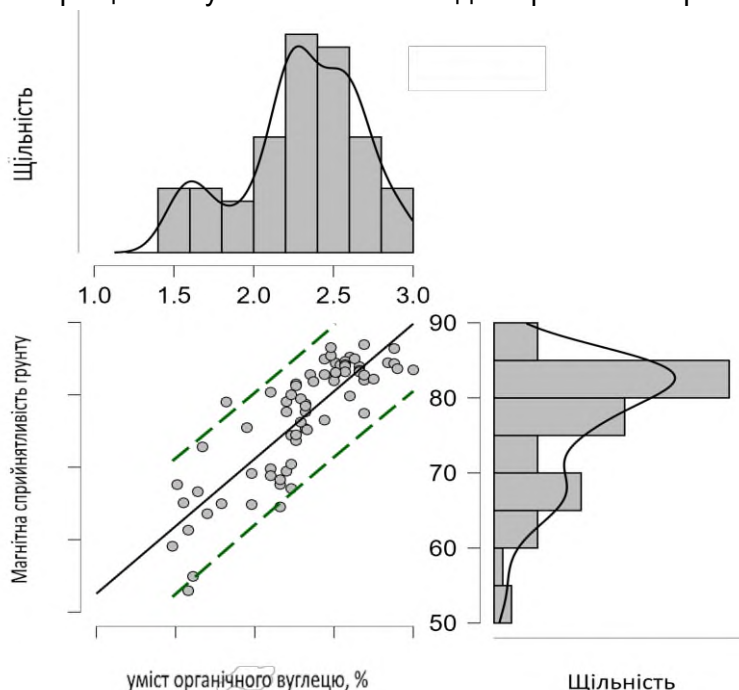 Щільність
1.0 1.5 2.0 2.5 3.0
Магнітна сприйнятливість грунту
90
80
70
60
50
уміст органічного вуглецю, %
Щільність